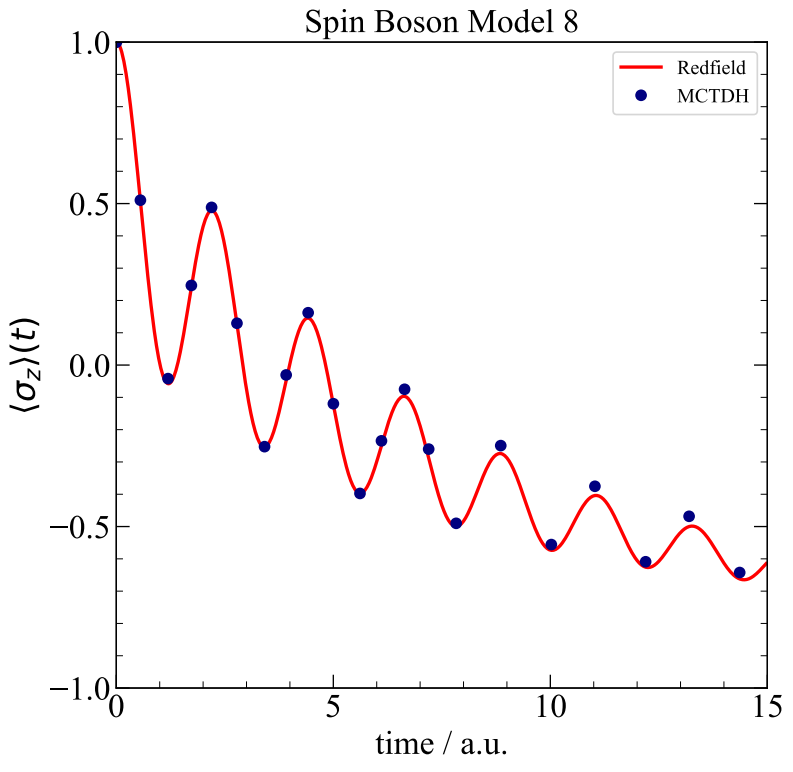 Spin Boson Model 8
Redfield
MCTDH
1.0
0.5
0.0
−0.5
−1.0
⟨σz⟩(t)
0 5 10 15
time / a.u.